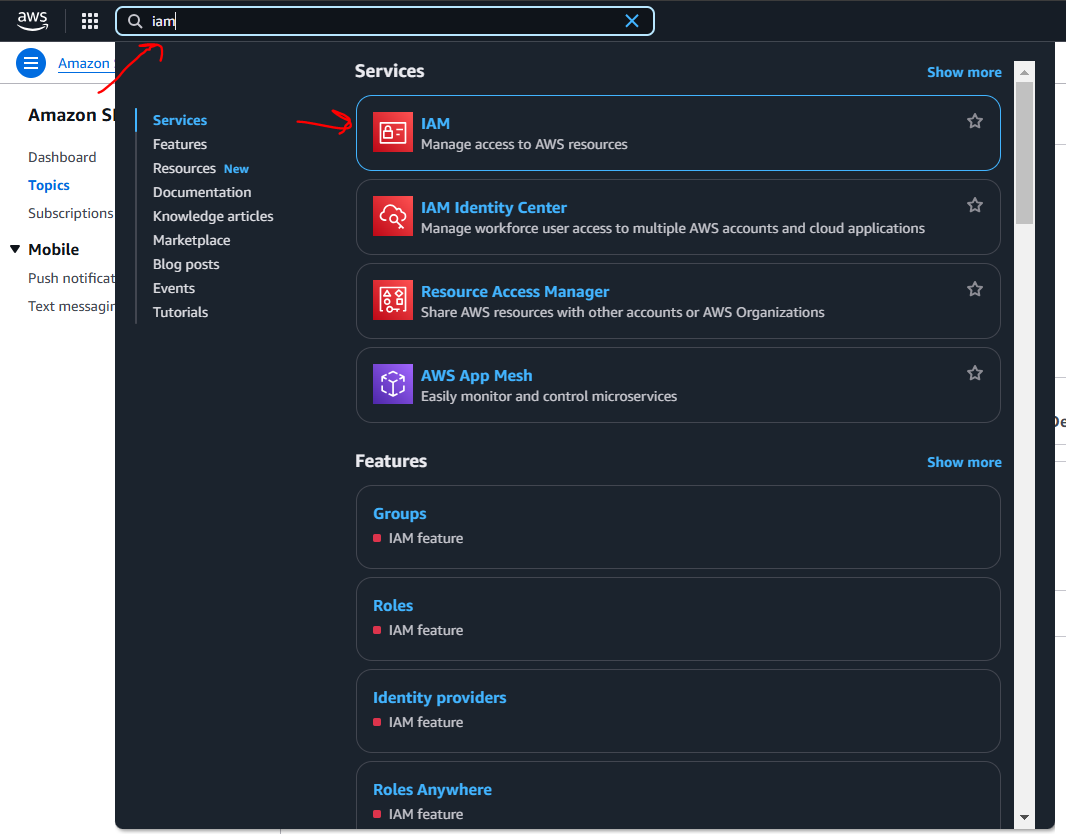 aws
iam
Amazon
Amazon
Dashboard
Topics
Subscriptions
Mobile
Push
Text
Services
Features
Resources New
Documentation
Knowledge articles
Marketplace
Blog posts
Events
Tutorials
Services
Show more
IAM
Manage access to AWS resources
IAM Identity Center
Manage workforce user access to multiple AWS accounts and cloud applications
Resource Access Manager
Share AWS resources with other accounts or AWS Organizations
AWS App Mesh
Easily monitor and control microservices
Features
Show more
Groups
IAM feature
Roles
IAM feature
Identity providers
IAM feature
Roles Anywhere
IAM feature